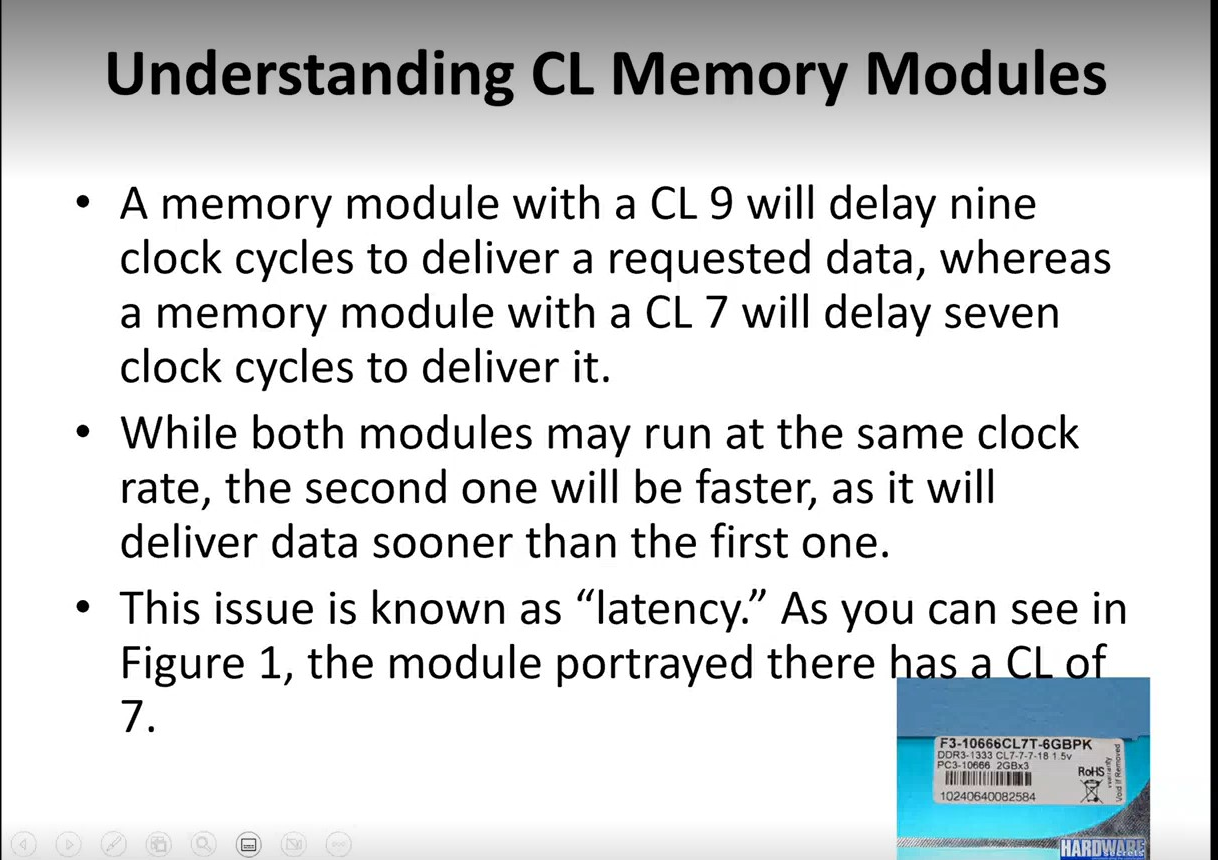 Understanding CL Memory Modules
• A memory module with a CL 9 will delay nine
clock cycles to deliver a requested data, whereas
a memory module with a CL 7 will delay seven
clock cycles to deliver it.
• While both modules may run at the same clock
rate, the second one will be faster, as it will
deliver data sooner than the first one.
• This issue is known as “latency.” As you can see in
Figure 1, the module portrayed there has a CL of
7.
F3-10666CL7T-6GBPK
DDR3-1333 CL7-7-7-18 1.5v
PC3-10666 2GBx3
RoHS
10240640082584
warranty
Void If Removed
HARDWARE
secrets